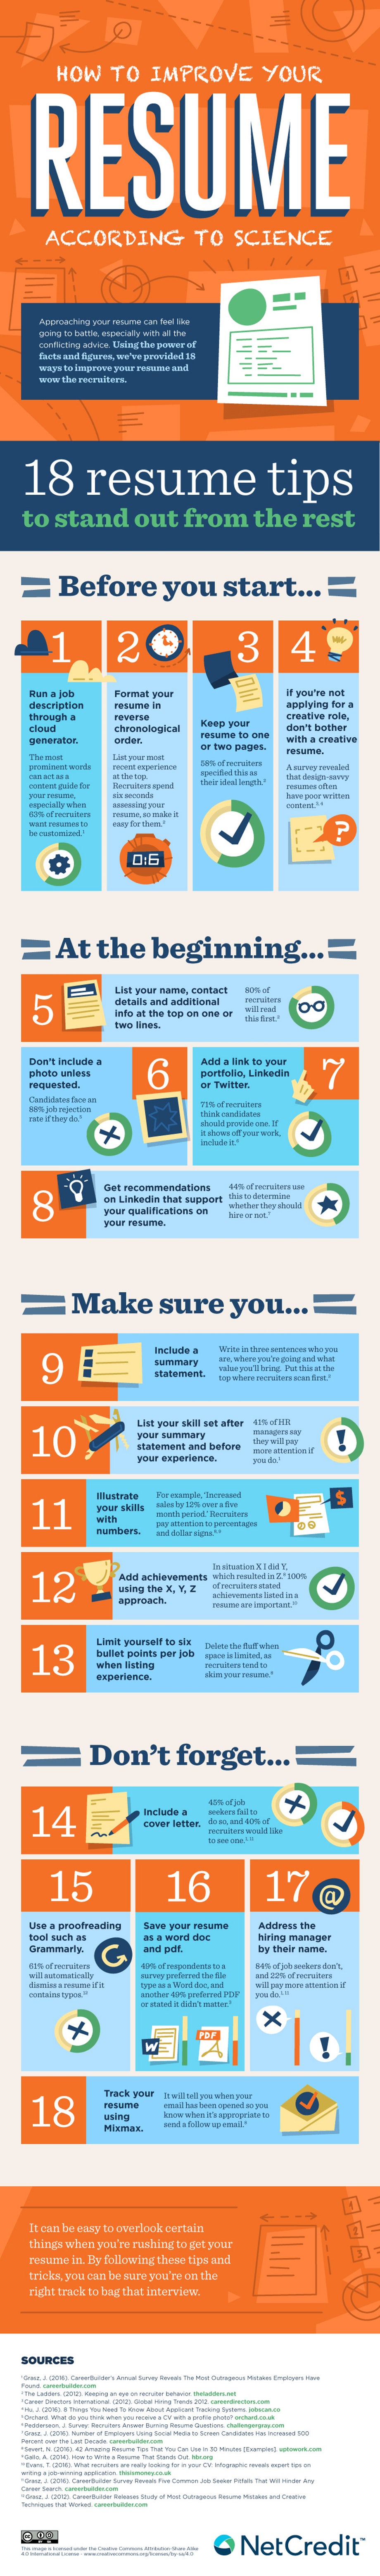 HOW TO IMPROVE YOUR
RESUME
ACCORDING TO SCIENCE
Approaching your resume can feel like
going to battle, especially with all the
conflicting advice. Using the power of
facts and figures, we've provided 18
ways to improve your resume and
wow the recruiters.
18 resume tips
to stand out from the rest
Before you start...
1
Run a job
description
through a
cloud
generator.
The most
prominent words
can act as a
content guide for
your resume,
especially when
63% of recruiters
want resumes to
be customized.¹
2
Format your
resume in
reverse
chronological
order.
List your most
recent experience
at the top.
Recruiters spend
six seconds
assessing your
resume, so make it
easy for them.²
0:6
3
Keep your
resume to one
or two pages.
58% of recruiters
specified this as
their ideal length.³
4
if you're not
applying for a
creative role,
don't bother
with a creative
resume.
A survey revealed
that design-savvy
resumes often
have poor written
content.³,⁴
?
At the beginning...
5
List your name, contact
details and additional
info at the top on one or
two lines.
80% of
recruiters
will read
this first.²
6
Don't include a
photo unless
requested.
Candidates face an
88% job rejection
rate if they do.⁵
7
Add a link to your
portfolio, Linkedin
or Twitter.
71% of recruiters
think candidates
should provide one. If
it shows off your work,
include it.⁶
8
Get recommendations
on Linkedin that support
your qualifications on
your resume.
44% of recruiters use
this to determine
whether they should
hire or not.⁷
Make sure you...
9
Include a
summary
statement.
Write in three sentences who you
are, where you're going and what
value you'll bring. Put this at the
top where recruiters scan first.²
10
List your skill set after
your summary
statement and before
your experience.
41% of HR
managers say
they will pay
more attention if
you do.¹
!
11
Illustrate
your skills
with
numbers.
For example, 'Increased
sales by 12% over a five
month period.' Recruiters
pay attention to percentages
and dollar signs.⁸,⁹
$
12
Add achievements
using the X, Y, Z
approach.
In situation X I did Y,
which resulted in Z.⁹ 100%
of recruiters stated
achievements listed in a
resume are important.¹⁰
13
Limit yourself to six
bullet points per job
when listing
experience.
Delete the fluff when
space is limited, as
recruiters tend to
skim your resume.⁸
Don't forget...
14
Include a
cover letter.
45% of job
seekers fail to
do so, and 40% of
recruiters would like
to see one.¹,¹¹
15
Use a proofreading
tool such as
Grammarly.
61% of recruiters
will automatically
dismiss a resume if it
contains typos.¹²
16
Save your resume
as a word doc
and pdf.
49% of respondents to a
survey preferred the file
type as a Word doc, and
another 49% preferred PDF
or stated it didn't matter.³
W
PDF
17
@
Address the
hiring manager
by their name.
84% of job seekers don't,
and 22% of recruiters
will pay more attention if
you do.¹,¹¹
!
18
Track your
resume
using
Mixmax.
It will tell you when your
email has been opened so you
know when it's appropriate to
send a follow up email.⁸
It can be easy to overlook certain
things when you're rushing to get your
resume in. By following these tips and
tricks, you can be sure you're on the
right track to bag that interview.
1
2
3
SOURCES
¹ Grasz, J. (2016). CareerBuilder's Annual Survey Reveals The Most Outrageous Mistakes Employers Have
Found. careerbuilder.com
² The Ladders. (2012). Keeping an eye on recruiter behavior. theladders.net
³ Career Directors International. (2012). Global Hiring Trends 2012. careerdirectors.com
⁴ Hu, J. (2016). 8 Things You Need To Know About Applicant Tracking Systems. jobscan.co
⁵ Orchard. What do you think when you receive a CV with a profile photo? orchard.co.uk
⁶ Pedderseon, J. Survey: Recruiters Answer Burning Resume Questions. challengergray.com
⁷ Grasz, J. (2016). Number of Employers Using Social Media to Screen Candidates Has Increased 500
Percent over the Last Decade. careerbuilder.com
⁸ Severt, N. (2016). 42 Amazing Resume Tips That You Can Use In 30 Minutes [Examples]. uptowork.com
⁹ Gallo, A. (2014). How to Write a Resume That Stands Out. hbr.org
¹⁰ Evans, T. (2016). What recruiters are really looking for in your CV: Infographic reveals expert tips on
writing a job-winning application. thisismoney.co.uk
¹¹ Grasz, J. (2016). CareerBuilder Survey Reveals Five Common Job Seeker Pitfalls That Will Hinder Any
Career Search. careerbuilder.com
¹² Grasz, J. (2012). CareerBuilder Releases Study of Most Outrageous Resume Mistakes and Creative
Techniques that Worked. careerbuilder.com
This image is licensed under the Creative Commons Attribution-Share Alike
4.0 International License - www.creativecommons.org/licenses/by-sa/4.0
NetCredit